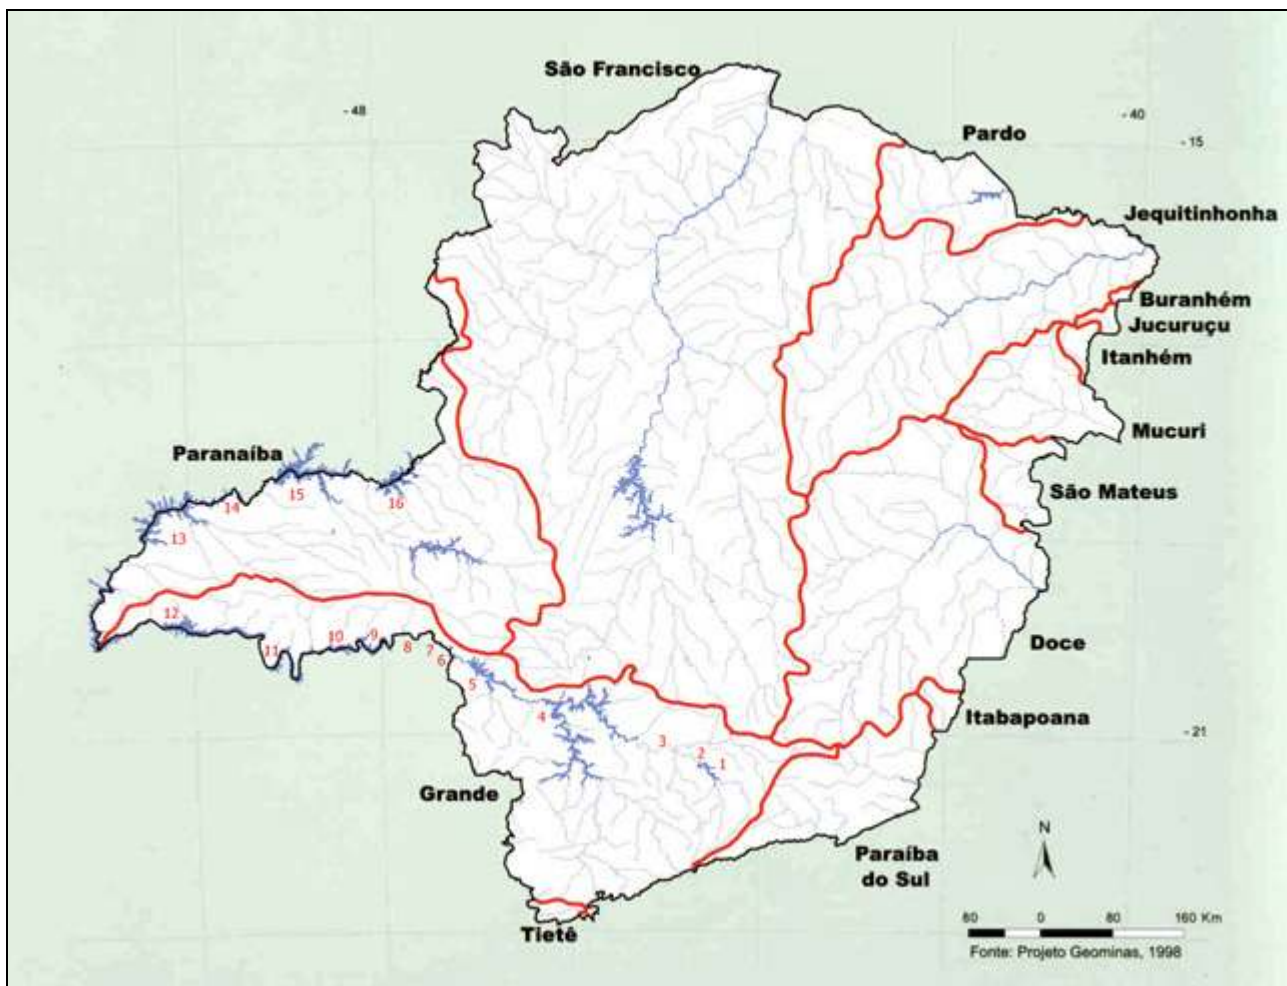 São Francisco
- 48
- 40
Pardo
- 15
Jequitinhonha
Buranhém
Jucuruçu
Itanhém
Mucuri
Paranaíba
15
16
14
São Mateus
13
12
10
9
8
7
11
6
Doce
5
4
Itabapoana
3
2
1
- 21
Grande
N
Paraíba
do Sul
Tietê
80 0 80 160 Km
Fonte: Projeto Geominas, 1998